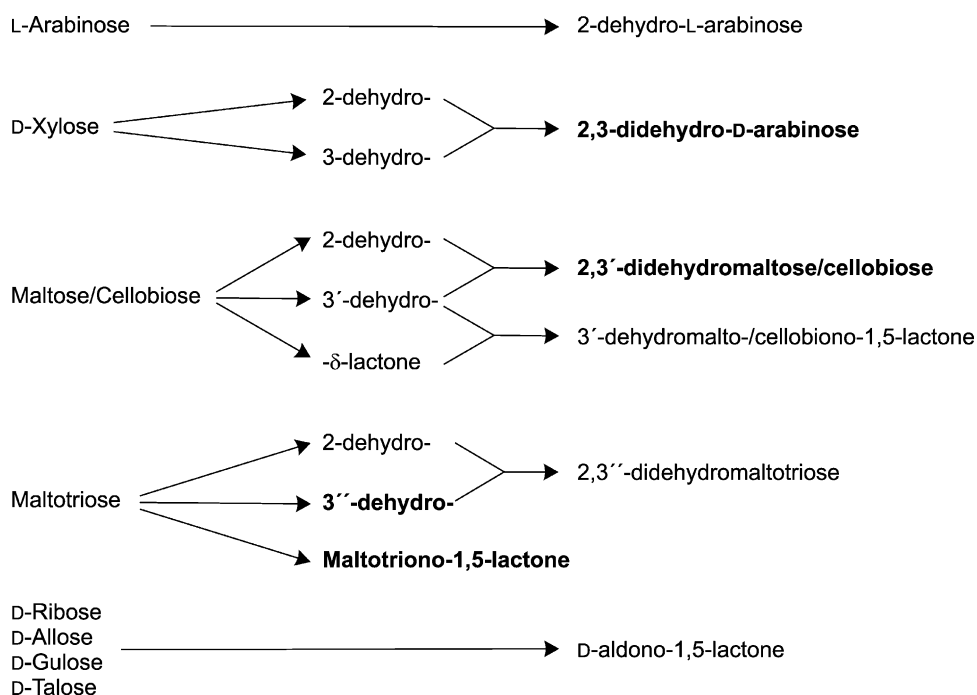 L-Arabinose
2-dehydro-L-arabinose
D-Xylose
2-dehydro-
3-dehydro-
2,3-didehydro-D-arabinose
Maltose/Cellobiose
2-dehydro-
3´-dehydro-
-δ-lactone
2,3´-didehydromaltose/cellobiose
3´-dehydromalto-/cellobiono-1,5-lactone
Maltotriose
2-dehydro-
3´´-dehydro-
Maltotriono-1,5-lactone
2,3´´-didehydromaltotriose
D-Ribose
D-Allose
D-Gulose
D-Talose
D-aldono-1,5-lactone